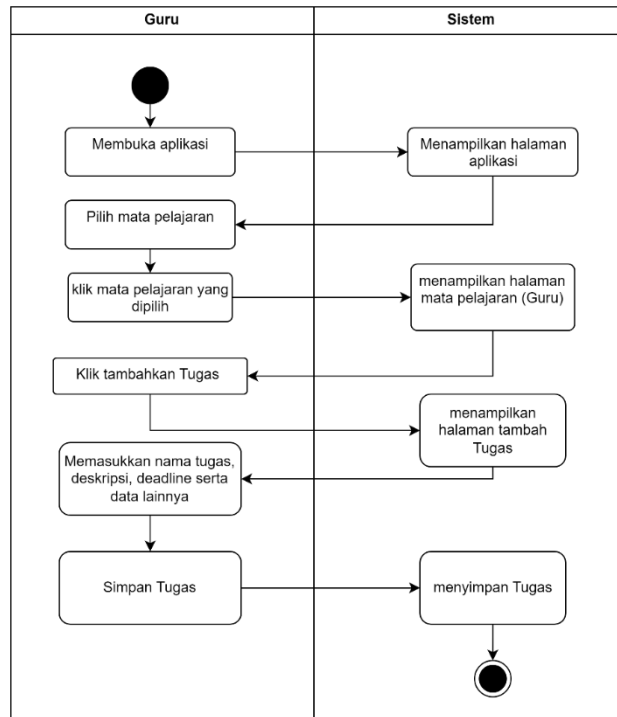 Guru
Sistem
Membuka aplikasi
Menampilkan halaman
aplikasi
Pilih mata pelajaran
klik mata pelajaran yang
dipilih
menampilkan halaman
mata pelajaran (Guru)
Klik tambahkan Tugas
menampilkan
halaman tambah
Tugas
Memasukkan nama tugas,
deskripsi, deadline serta
data lainnya
Simpan Tugas
menyimpan Tugas